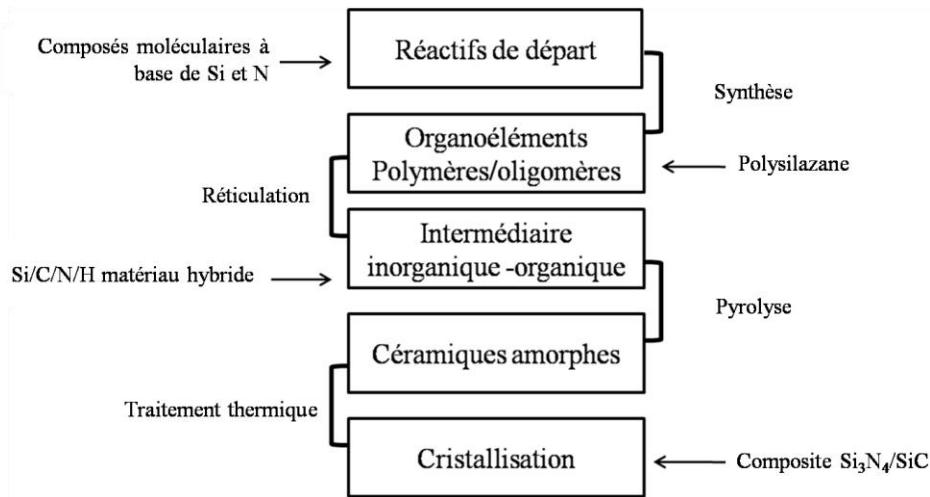 Composés moléculaires à
base de Si et N
Réactifs de départ
Synthèse
Organoéléments
Polymères/oligomères
Polysilazane
Réticulation
Intermédiaire
inorganique -organique
Si/C/N/H matériau hybride
Pyrolyse
Céramiques amorphes
Traitement thermique
Cristallisation
Composite Si₃N₄/SiC